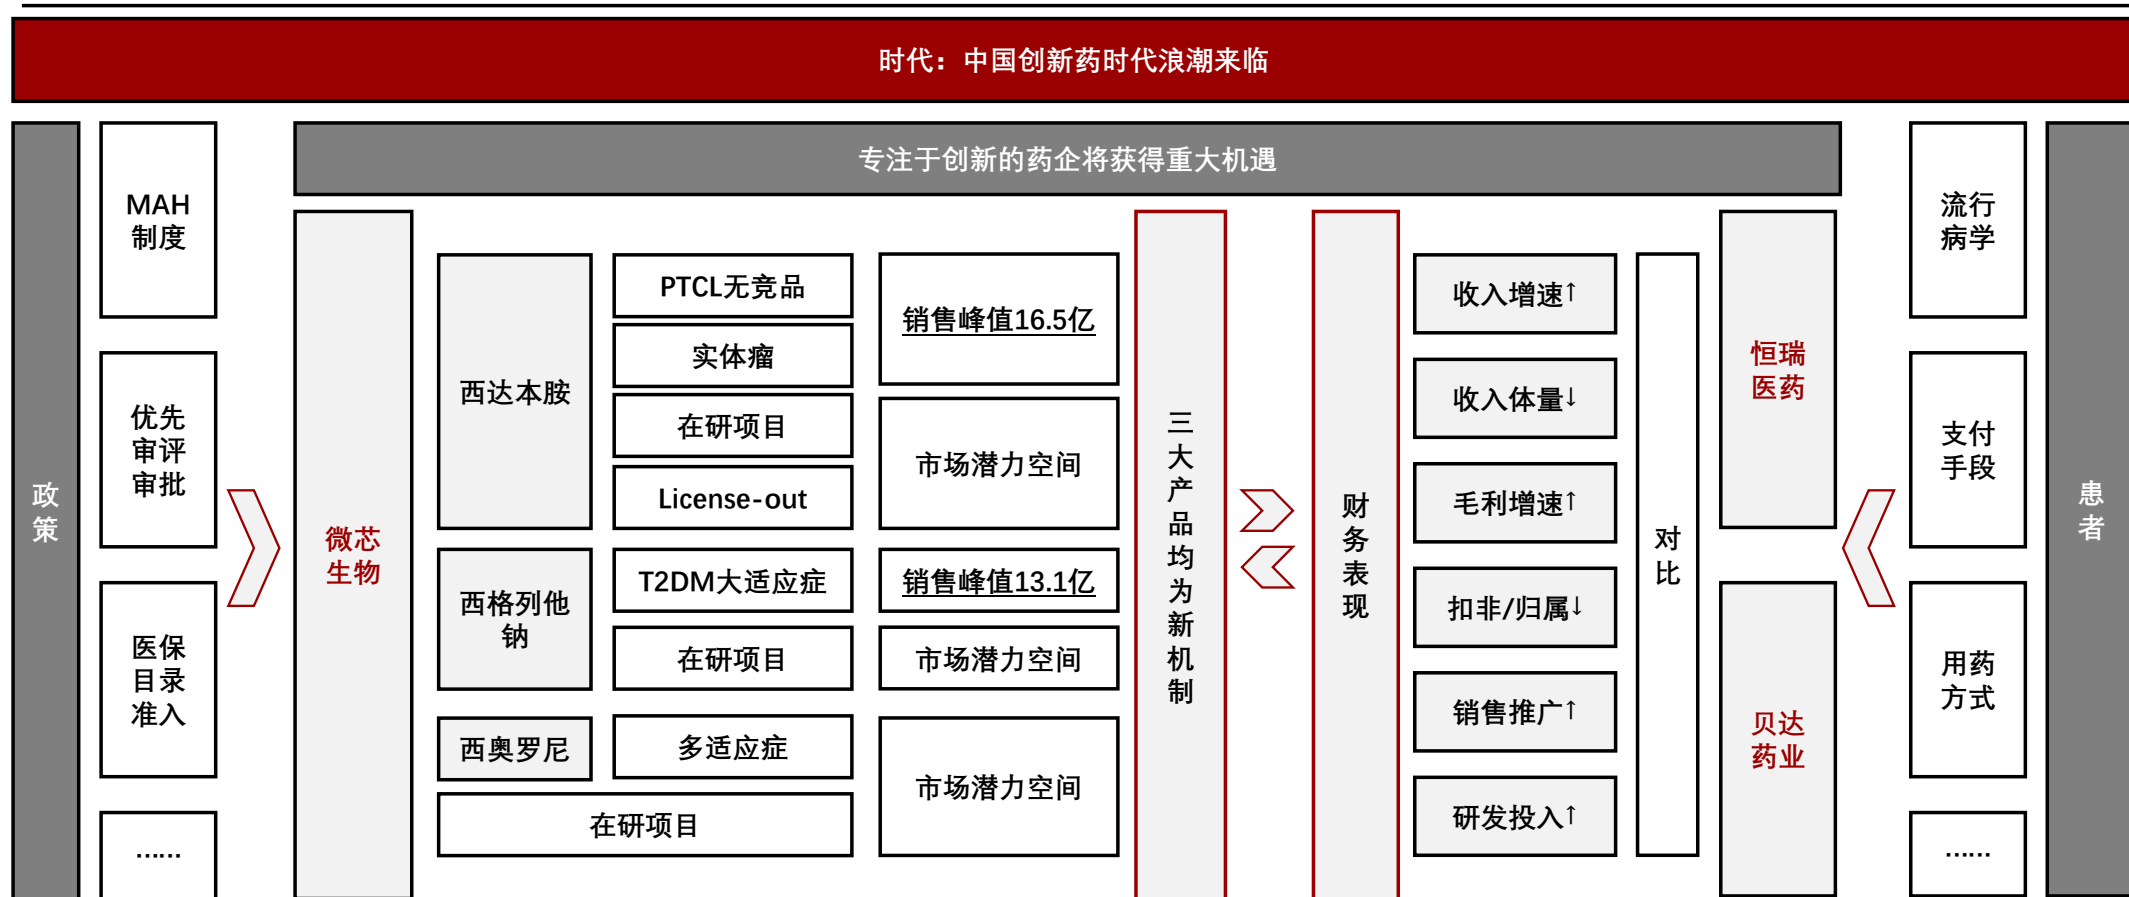 时代：中国创新药时代浪潮来临
政
策
MAH
制度
优先
审评
审批
医保
目录
准入
……
专注于创新的药企将获得重大机遇
微芯
生物
西达本胺
PTCL无竞品
实体瘤
在研项目
License-out
销售峰值16.5亿
市场潜力空间
西格列他
钠
T2DM大适应症
在研项目
销售峰值13.1亿
市场潜力空间
西奥罗尼
多适应症
在研项目
市场潜力空间
三
大
产
品
均
为
新
机
制
财
务
表
现
收入增速↑
收入体量↓
毛利增速↑
扣非/归属↓
销售推广↑
研发投入↑
对
比
恒瑞
医药
贝达
药业
流行
病学
支付
手段
用药
方式
……
患
者